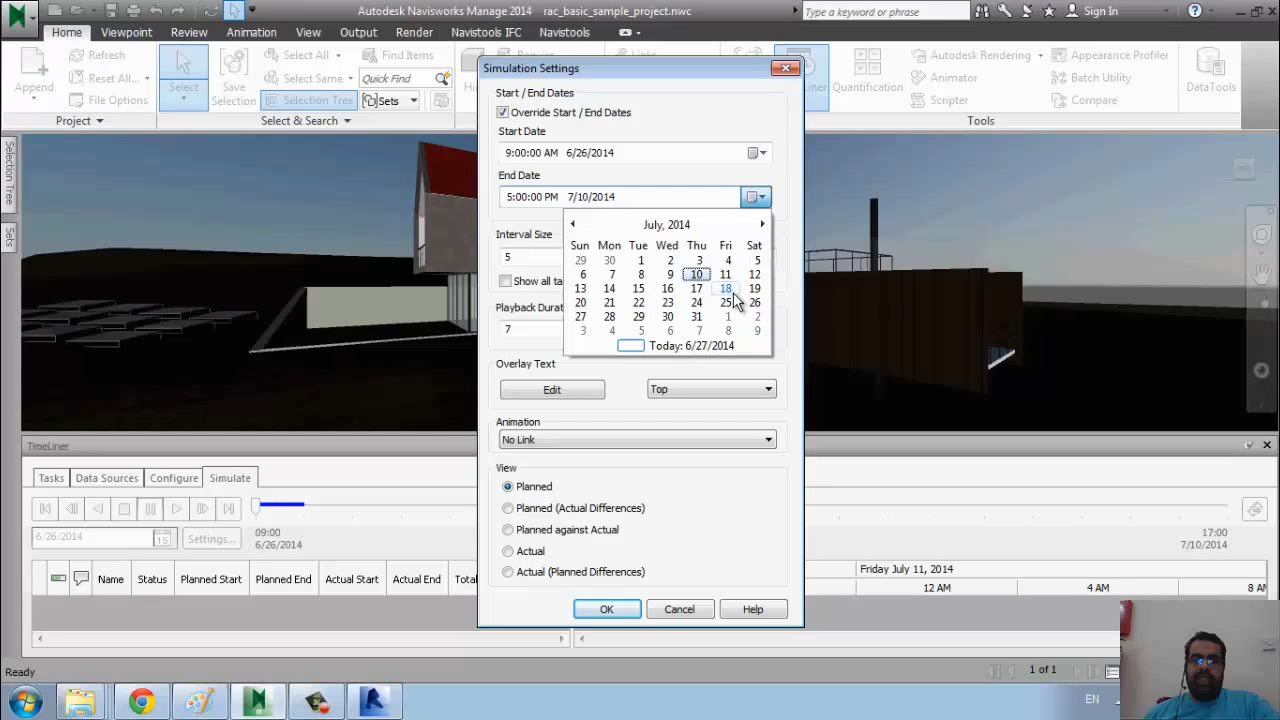 Autodesk Navisworks Manage 2014 rac_basic_sample_project.nwc
Type a keyword or phrase
Sign In
Home Viewpoint Review Animation View Output Render Navistools IFC Navistools
Append
Refresh
File Options
Project
Select
Save Selection
Select All
Select Same
Selection Tree
Select & Search
Find Items
Quick Find
Sets
Quantification
Autodesk Rendering
Animator
Scripter
Appearance Profiler
Batch Utility
Compare
DataTools
Tools
Selection Tree
Sets
Simulation Settings
Start / End Dates
Override Start / End Dates
Start Date
9:00:00 AM 6/26/2014
End Date
5:00:00 PM 7/10/2014
July, 2014
Sun Mon Tue Wed Thu Fri Sat
29 30 1 2 3 4 5
6 7 8 9 10 11 12
13 14 15 16 17 18 19
20 21 22 23 24 25 26
27 28 29 30 31 1 2
3 4 5 6 7 8 9
Today: 6/27/2014
Interval Size
5
Show all
7
Overlay Text
Edit
Top
Animation
No Link
View
Planned
Planned (Actual Differences)
Planned against Actual
Actual
Actual (Planned Differences)
OK Cancel Help
TimeLiner
Tasks Data Sources Configure Simulate
6/26/2014
15
Settings...
09:00
6/26/2014
17:00
7/10/2014
Name Status Planned Start Planned End Actual Start Actual End
Friday July 11, 2014
12 AM 4 AM
Ready
1 of 1
EN